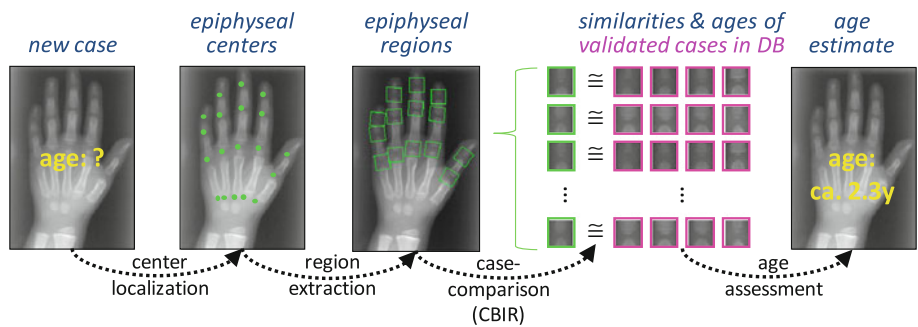 new case
epiphyseal
centers
epiphyseal
regions
similarities & ages of
validated cases in DB
age
estimate
age: ?
≅
≅
≅
⋮ ⋮
≅
age:
ca. 2.3y
center
localization
region
extraction
case-
comparison
(CBIR)
age
assessment